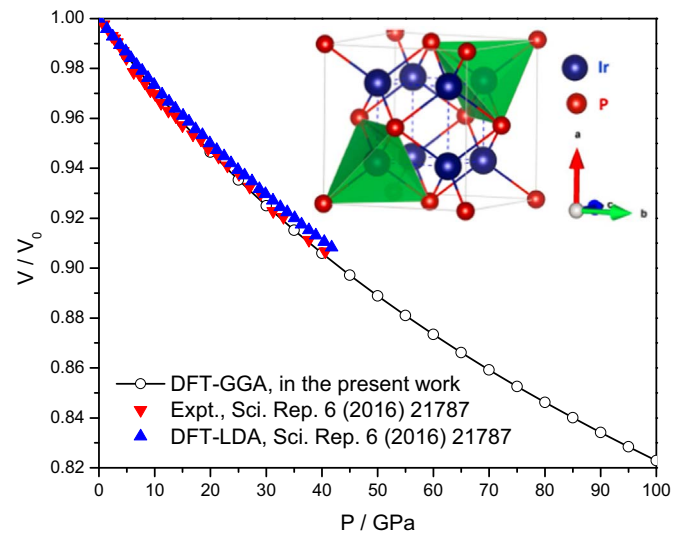 1.00
0.98
0.96
0.94
0.92
0.90
0.88
0.86
0.84
0.82
V / V0
Ir
P
a
c
b
DFT-GGA, in the present work
Expt., Sci. Rep. 6 (2016) 21787
DFT-LDA, Sci. Rep. 6 (2016) 21787
0 10 20 30 40 50 60 70 80 90 100
P / GPa